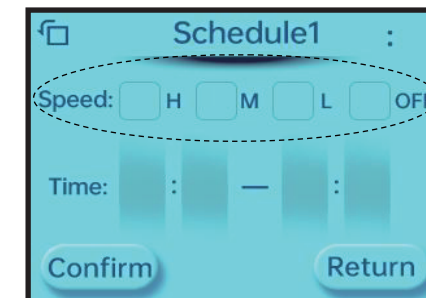 Schedule1 :
Speed: H M L OFF
Time: : — :
Confirm Return